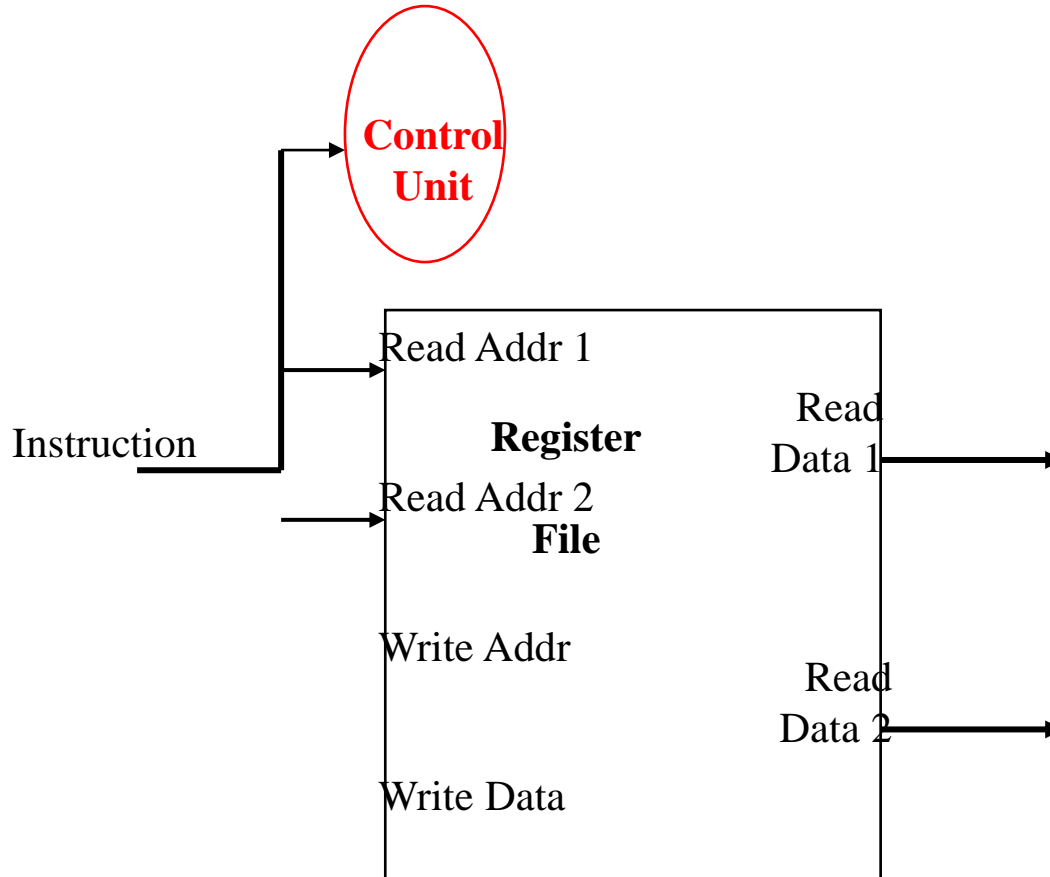 Control
Unit
Read Addr 1
Instruction
Register
File
Read Addr 2
Write Addr
Write Data
Read
Data 1
Read
Data 2